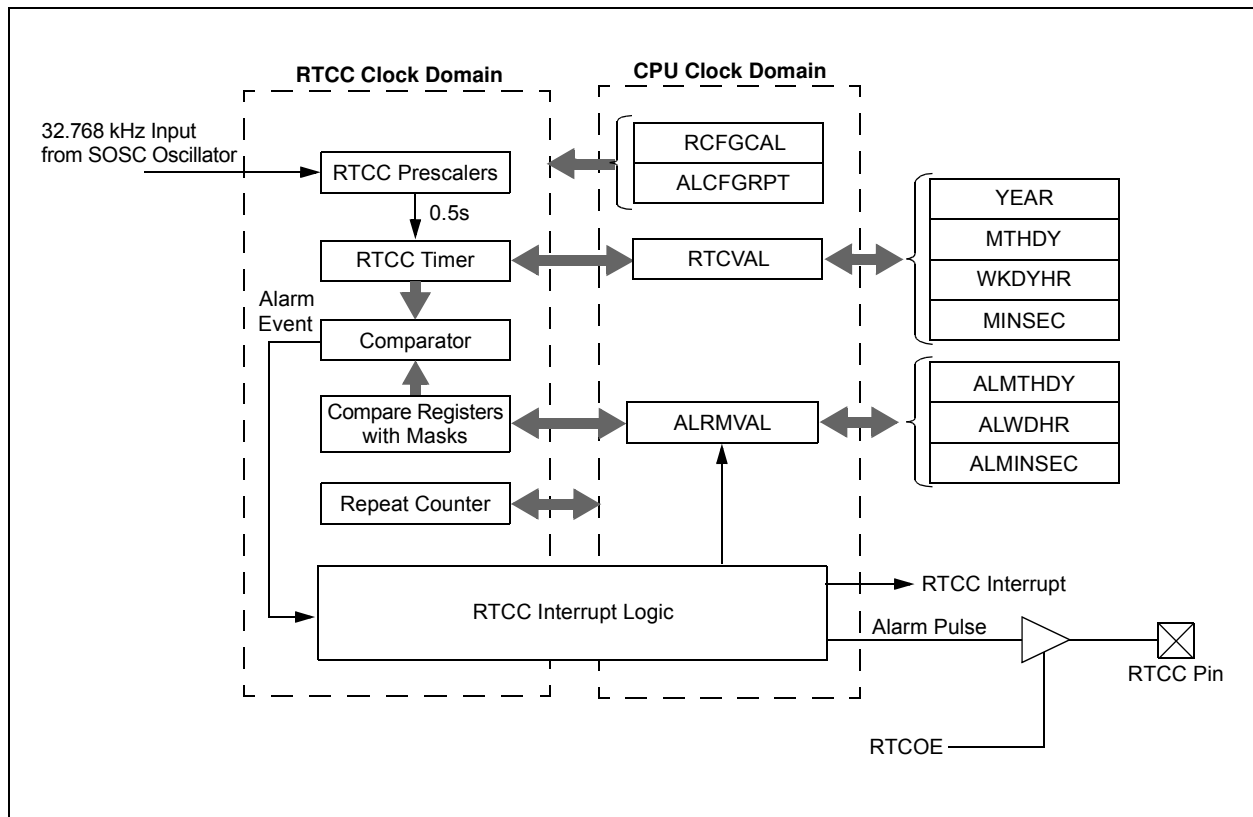 RTCC Clock Domain
CPU Clock Domain
32.768 kHz Input
from SOSC Oscillator
RTCC Prescalers
0.5s
RTCC Timer
Alarm
Event
Comparator
Compare Registers
with Masks
Repeat Counter
RCFGCAL
ALCFGRPT
RTCVAL
YEAR
MTHDY
WKDYHR
MINSEC
ALRMVAL
ALMTHDY
ALWDHR
ALMINSEC
RTCC Interrupt Logic
RTCC Interrupt
Alarm Pulse
RTCC Pin
RTCOE